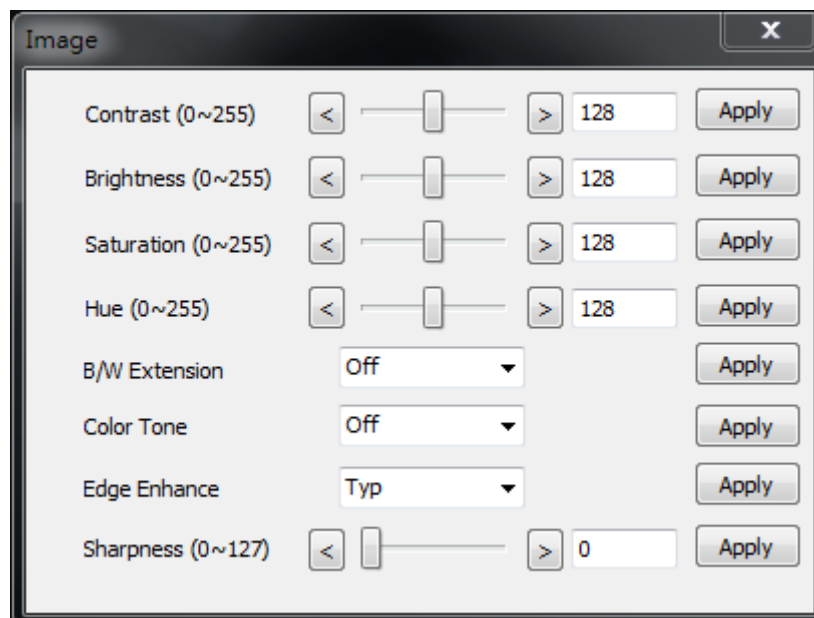 Image x
Contrast (0~255) < > 128 Apply
Brightness (0~255) < > 128 Apply
Saturation (0~255) < > 128 Apply
Hue (0~255) < > 128 Apply
B/W Extension Off Apply
Color Tone Off Apply
Edge Enhance Typ Apply
Sharpness (0~127) < > 0 Apply